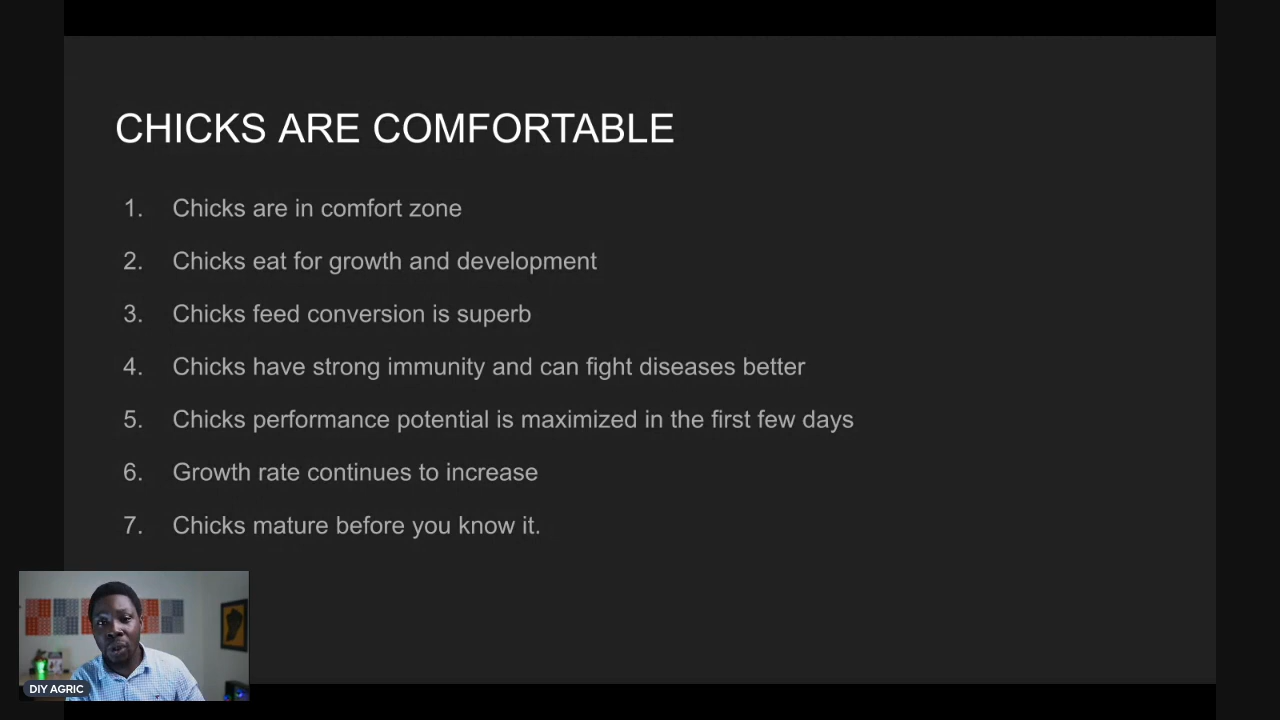 CHICKS ARE COMFORTABLE
1. Chicks are in comfort zone
2. Chicks eat for growth and development
3. Chicks feed conversion is superb
4. Chicks have strong immunity and can fight diseases better
5. Chicks performance potential is maximized in the first few days
6. Growth rate continues to increase
7. Chicks mature before you know it.
DIY AGRIC